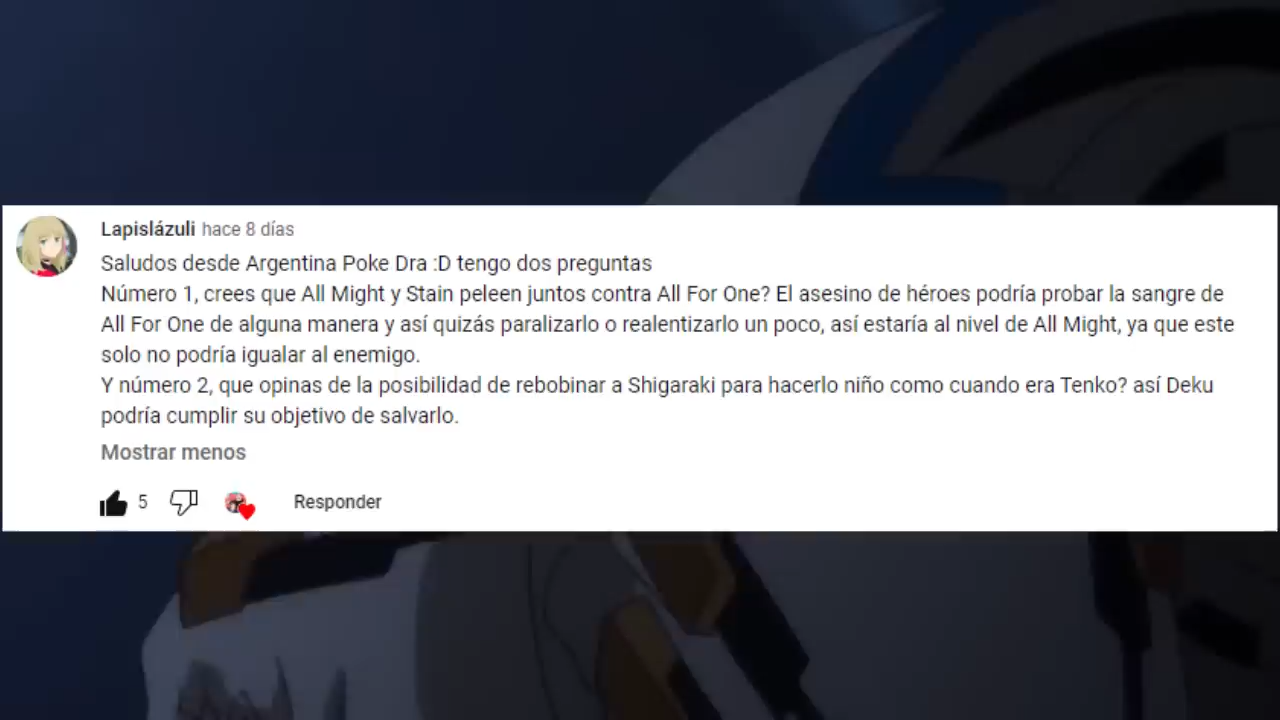 Lapislázuli hace 8 días
Saludos desde Argentina Poke Dra :D tengo dos preguntas
Número 1, crees que All Might y Stain peleen juntos contra All For One? El asesino de héroes podría probar la sangre de
All For One de alguna manera y así quizás paralizarlo o realentizarlo un poco, así estaría al nivel de All Might, ya que este
solo no podría igualar al enemigo.
Y número 2, que opinas de la posibilidad de rebobinar a Shigaraki para hacerlo niño como cuando era Tenko? así Deku
podría cumplir su objetivo de salvarlo.
Mostrar menos
5 Responder